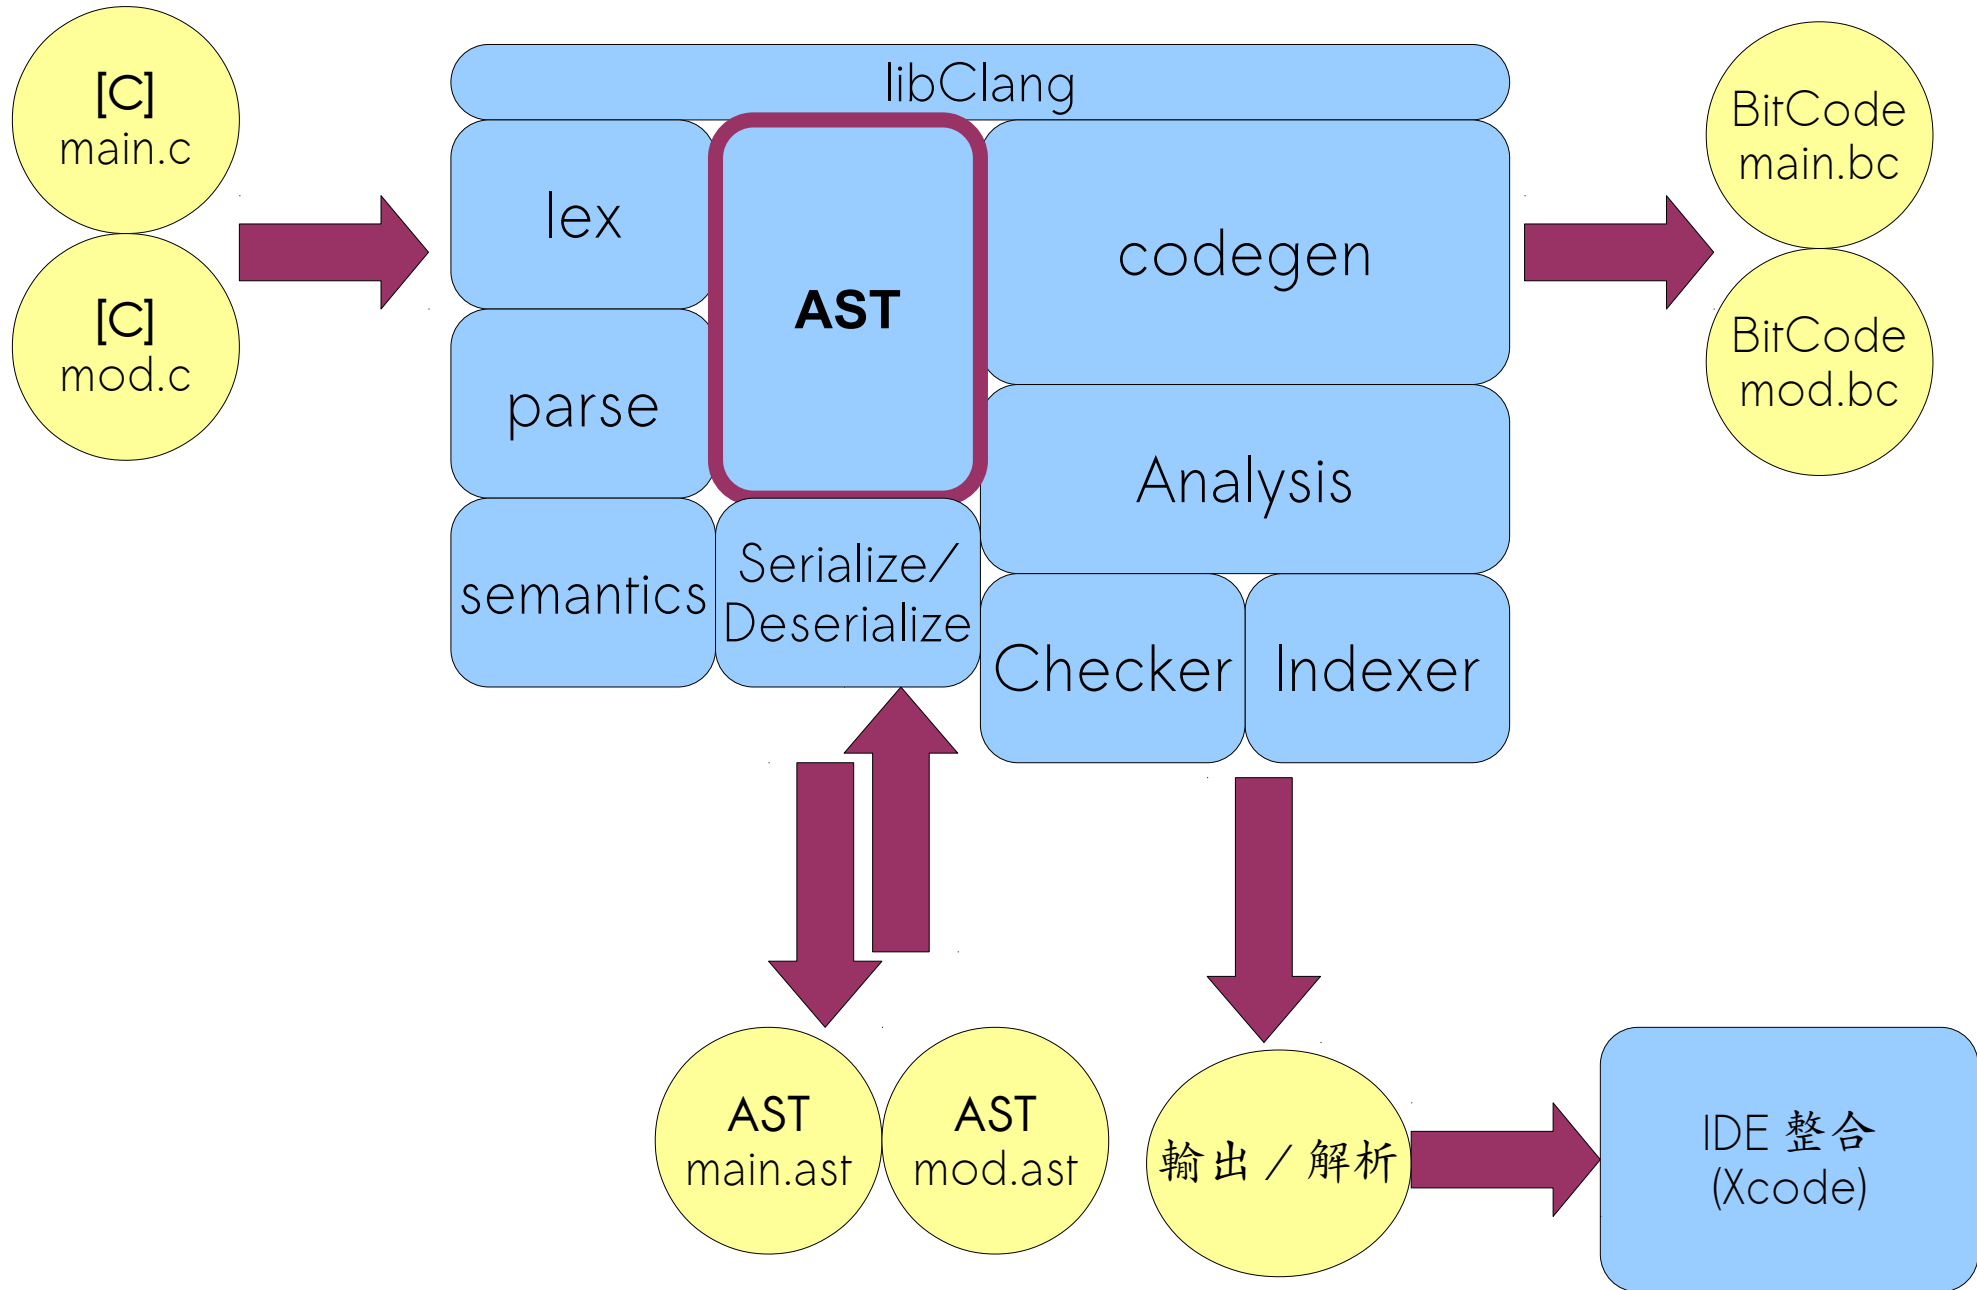 [C]
main.c
[C]
mod.c
libClang
lex
parse
semantics
AST
Serialize/
Deserialize
codegen
Analysis
Checker
Indexer
BitCode
main.bc
BitCode
mod.bc
AST
main.ast
AST
mod.ast
輸出 / 解析
IDE 整合
(Xcode)